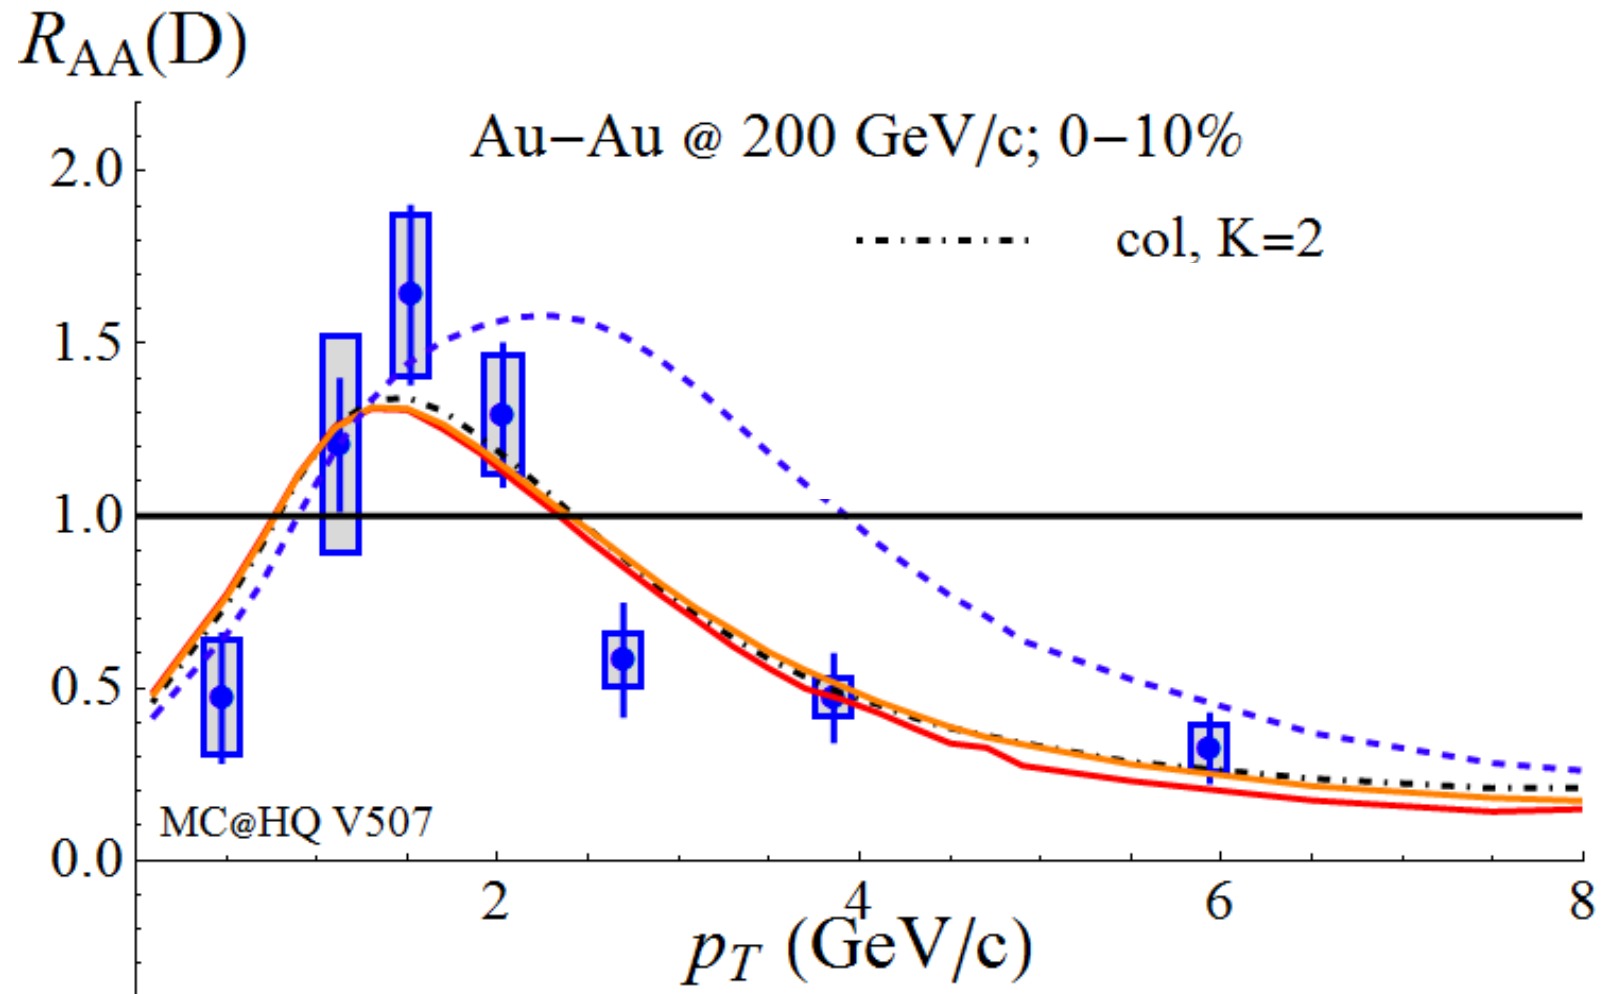 R_AA(D)
Au−Au @ 200 GeV/c; 0−10%
col, K=2
2.0
1.5
1.0
0.5
0.0
MC@HQ V507
2 4 6 8
p_T (GeV/c)